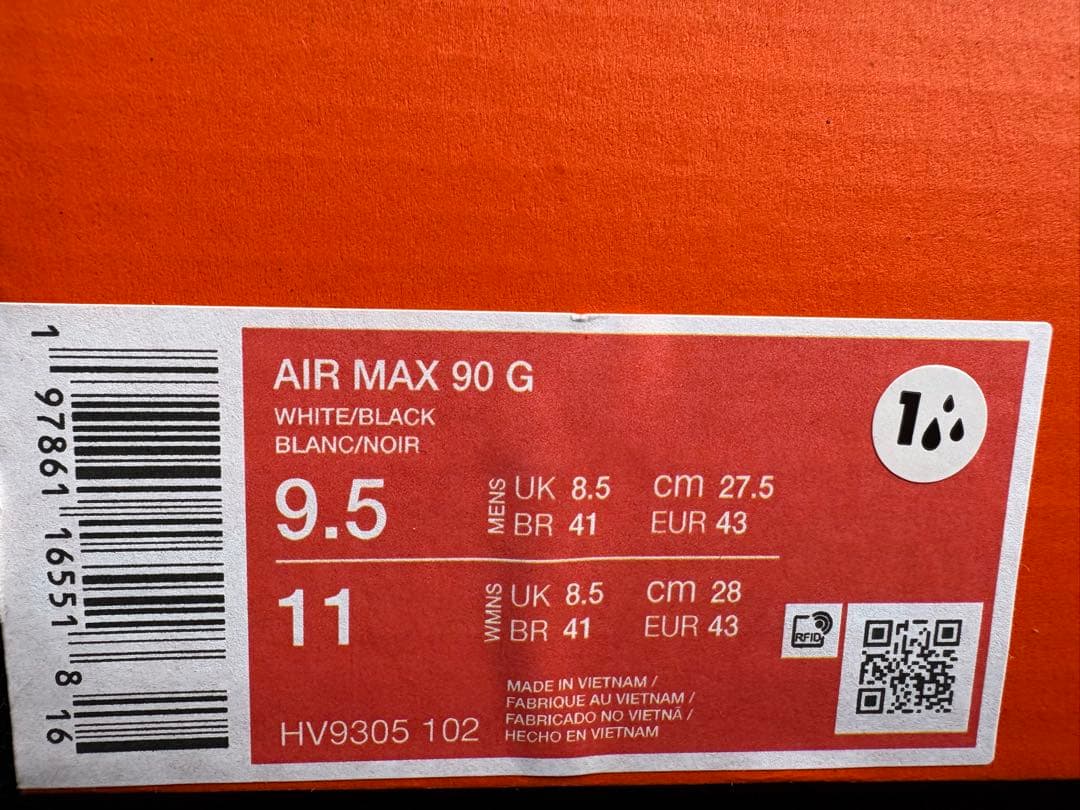 AIR MAX 90 G
WHITE/BLACK
BLANC/NOIR
9.5
MENS
UK 8.5 cm 27.5
BR 41 EUR 43
11
WMNS
UK 8.5 cm 28
BR 41 EUR 43
RFID
MADE IN VIETNAM /
FABRIQUE AU VIETNAM /
FABRICADO NO VIETNÃ /
HECHO EN VIETNAM
HV9305 102
1
1 97861 16551 8 16